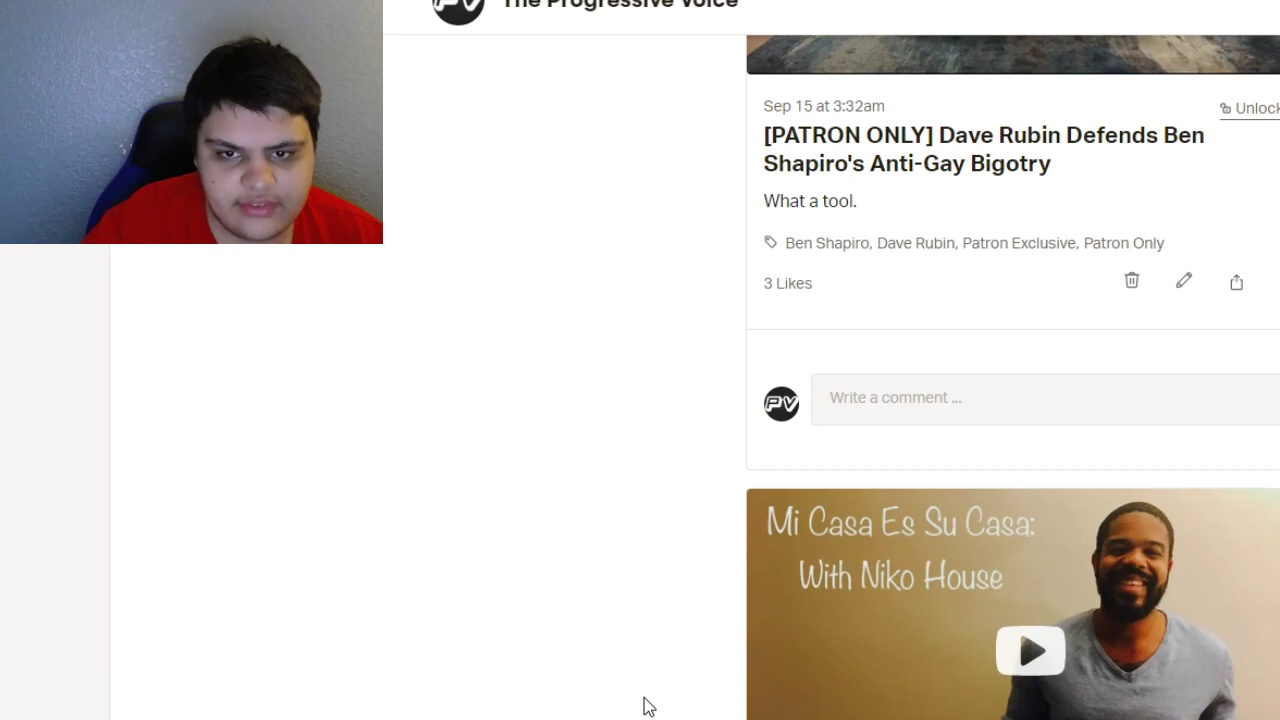 The Progressive Voice
Sep 15 at 3:32am
Unlock
[PATRON ONLY] Dave Rubin Defends Ben
Shapiro's Anti-Gay Bigotry
What a tool.
Ben Shapiro, Dave Rubin, Patron Exclusive, Patron Only
3 Likes
PV
Write a comment ...
Mi Casa Es Su Casa:
With Niko House